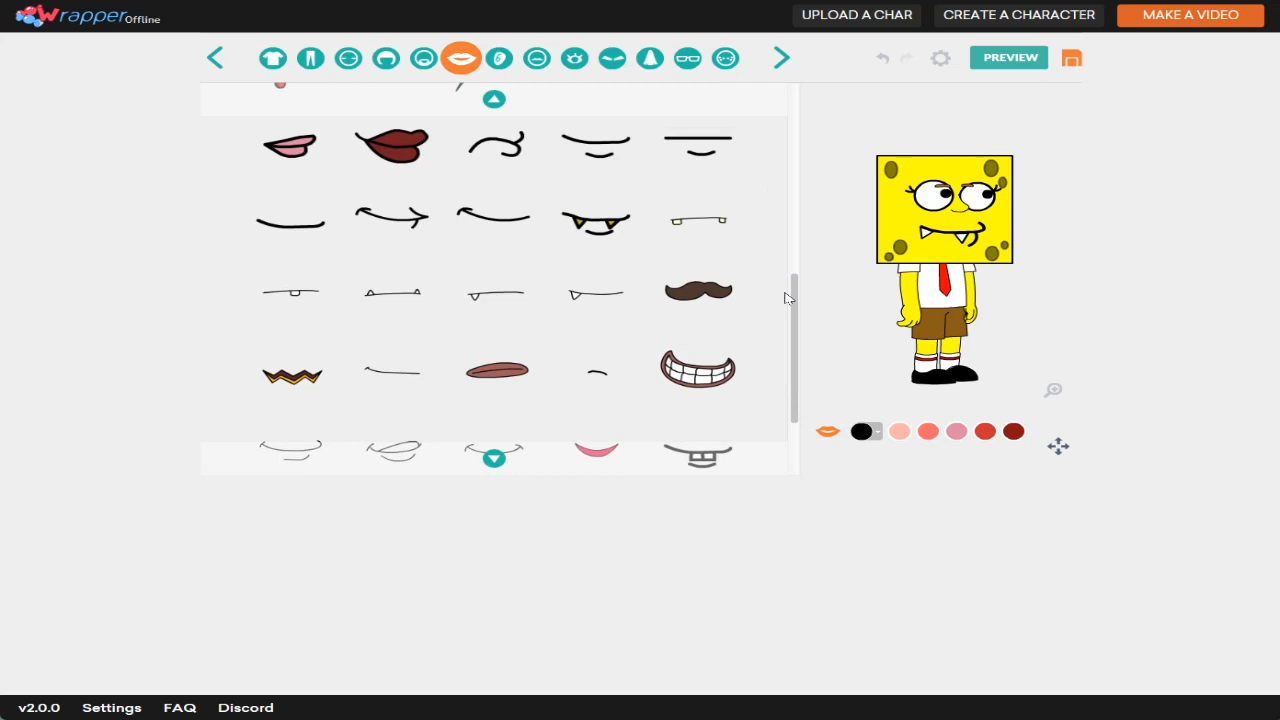 Wrapper Offline
UPLOAD A CHAR
CREATE A CHARACTER
MAKE A VIDEO
PREVIEW
v2.0.0
Settings
FAQ
Discord